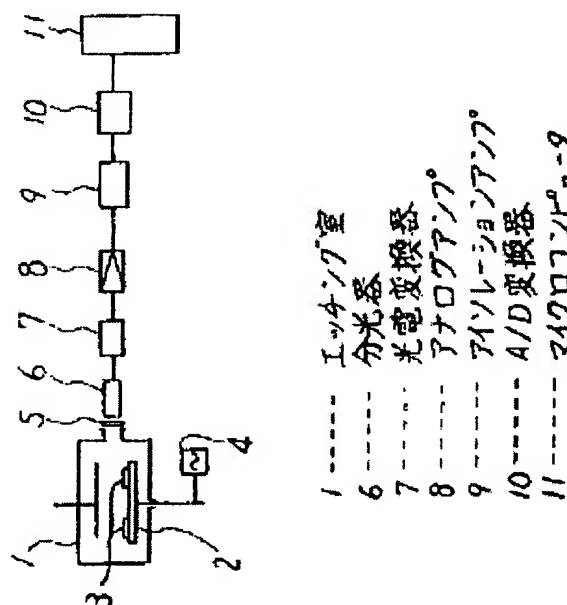 11
10
9
8
7
6
5
4
3
2
1
1 ----- エッチング室
6 ----- 分光器
7 ----- 光電変換器
8 ----- アナログアンプ
9 ----- アイソレーションアンプ
10 ----- A/D変換器
11 ----- マイクロコンピュータ